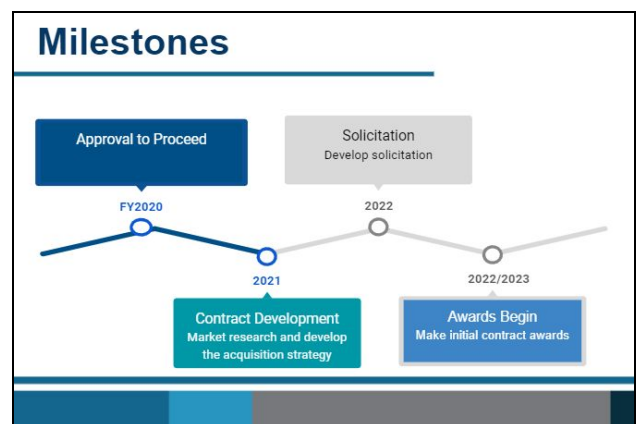 Milestones
Approval to Proceed
Solicitation
Develop solicitation
FY2020
2022
2021
2022/2023
Contract Development
Market research and develop
the acquisition strategy
Awards Begin
Make initial contract awards